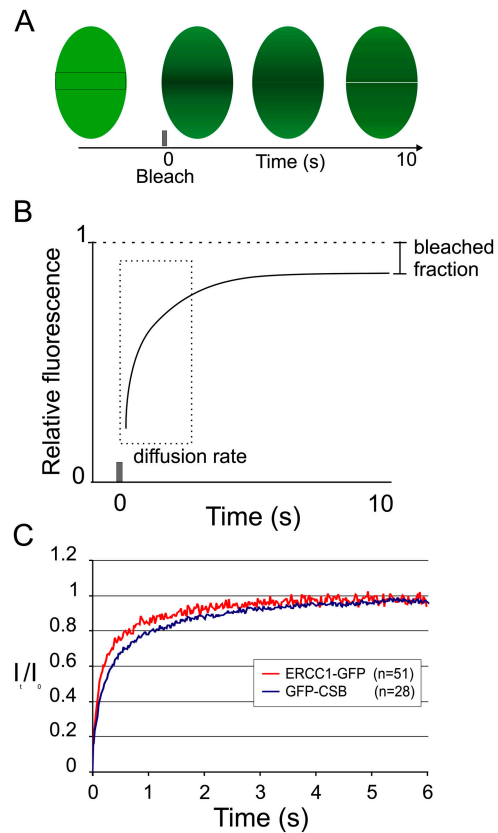 A
0
Time (s)
10
Bleach
B
1
bleached
fraction
Relative fluorescence
diffusion rate
0
0
10
Time (s)
C
1.2
1
0.8
0.6
0.4
0.2
0
It/I0
ERCC1-GFP (n=51)
GFP-CSB (n=28)
0
1
2
3
4
5
6
Time (s)